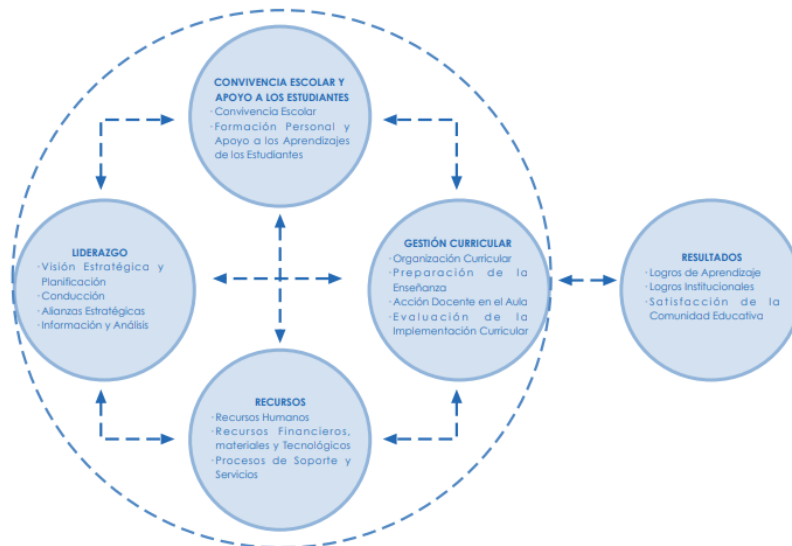 CONVIVENCIA ESCOLAR Y
APOYO A LOS ESTUDIANTES
·Convivencia Escolar
·Formación Personal y
Apoyo a los Aprendizajes
de los Estudiantes
LIDERAZGO
·Visión Estratégica y
Planificación
·Conducción
·Alianzas Estratégicas
·Información y Análisis
GESTIÓN CURRICULAR
·Organización Curricular
·Preparación de la
Enseñanza
·Acción Docente en el Aula
·Evaluación de la
Implementación Curricular
RESULTADOS
·Logros de Aprendizaje
·Logros Institucionales
·Satisfacción de la
Comunidad Educativa
RECURSOS
·Recursos Humanos
·Recursos Financieros,
materiales y Tecnológicos
·Procesos de Soporte y
Servicios